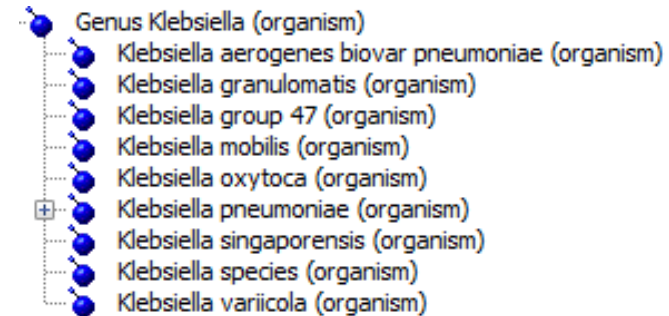 Genus Klebsiella (organism)
Klebsiella aerogenes biovar pneumoniae (organism)
Klebsiella granulomatis (organism)
Klebsiella group 47 (organism)
Klebsiella mobilis (organism)
Klebsiella oxytoca (organism)
Klebsiella pneumoniae (organism)
Klebsiella singaporensis (organism)
Klebsiella species (organism)
Klebsiella variicola (organism)